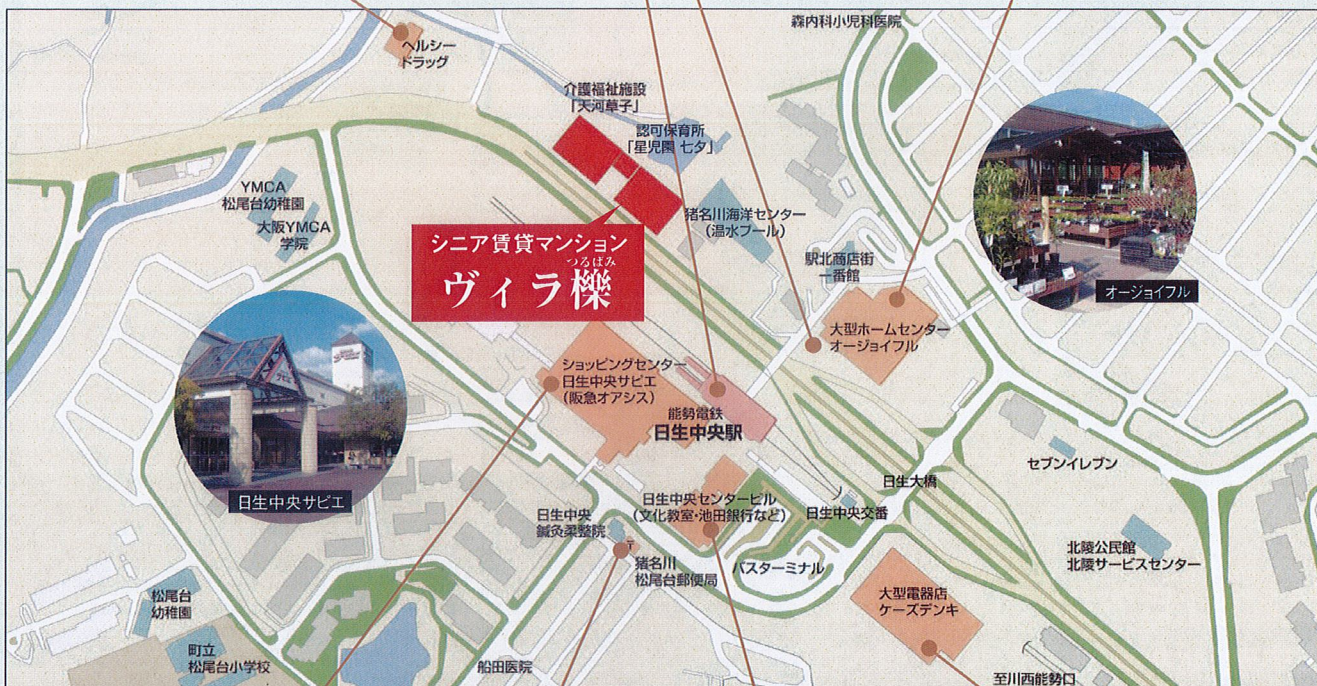 森内科小児科医院
ヘルシー
ドラッグ
介護福祉施設
「天河草子」
認可保育所
「星児園 七夕」
YMCA
松尾台幼稚園
大阪YMCA
学院
猪名川海洋センター
(温水プール)
シニア賃貸マンション
つるばみ
ヴィラ橡
駅北商店街
一番館
オージョイフル
大型ホームセンター
オージョイフル
ショッピングセンター
日生中央サピエ
(阪急オアシス)
能勢電鉄
日生中央駅
セブンイレブン
日生大橋
日生中央サピエ
日生中央センタービル
(文化教室・池田銀行など)
日生中央交番
日生中央
鍼灸柔整院
〒
猪名川
松尾台郵便局
バスターミナル
北陵公民館
北陵サービスセンター
大型電器店
ケーズデンキ
松尾台
幼稚園
町立
松尾台小学校
船田医院
至川西能勢口